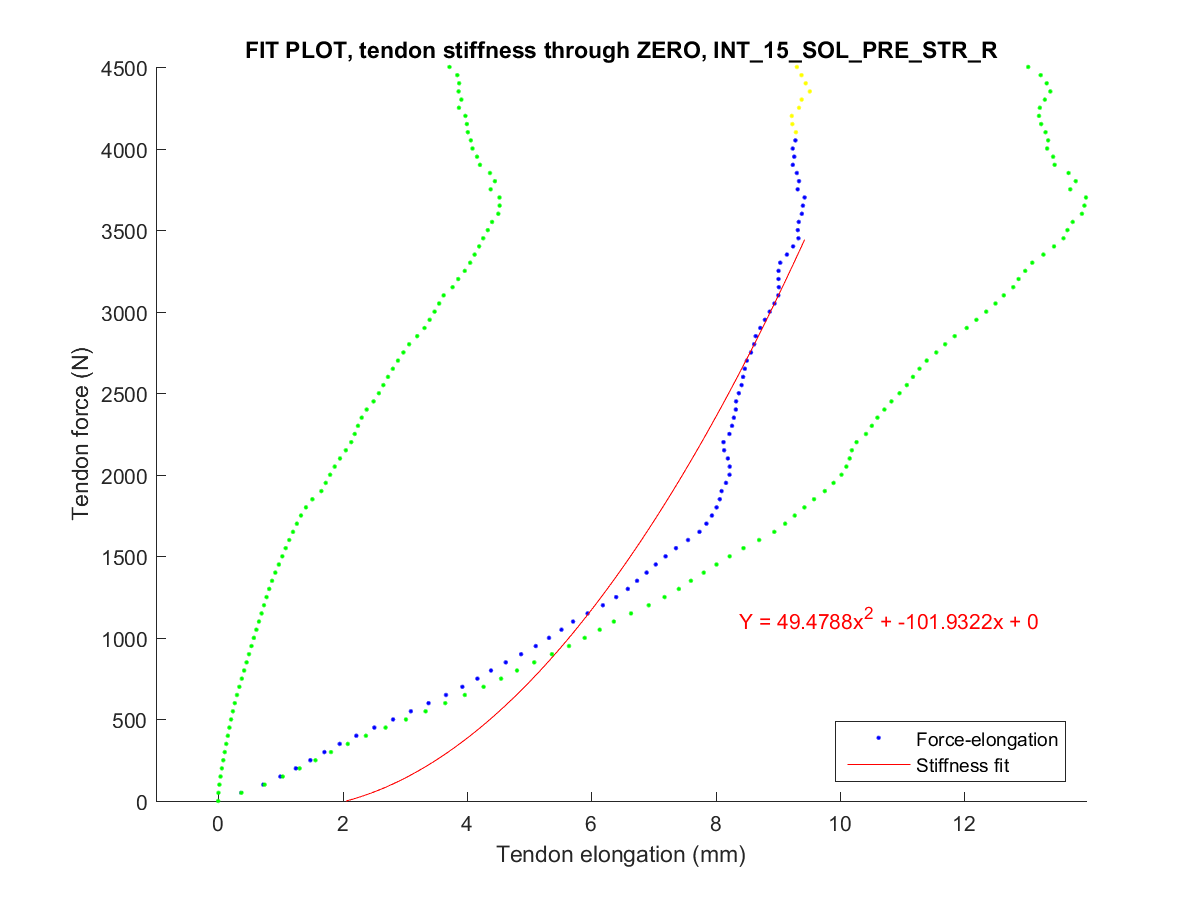 FIT PLOT, tendon stiffness through ZERO, INT_15_SOL_PRE_STR_R
4500
4000
3500
3000
2500
2000
1500
1000
500
0
Tendon force (N)
Y = 49.4788x² + -101.9322x + 0
Force-elongation
Stiffness fit
0 2 4 6 8 10 12
Tendon elongation (mm)